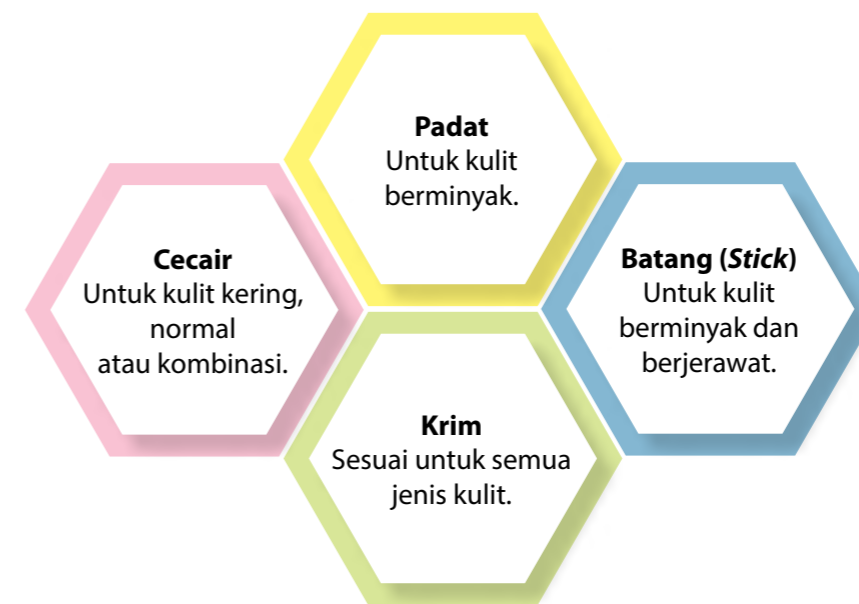 Padat
Untuk kulit
berminyak.
Cecair
Untuk kulit kering,
normal
atau kombinasi.
Batang (Stick)
Untuk kulit
berminyak dan
berjerawat.
Krim
Sesuai untuk semua
jenis kulit.